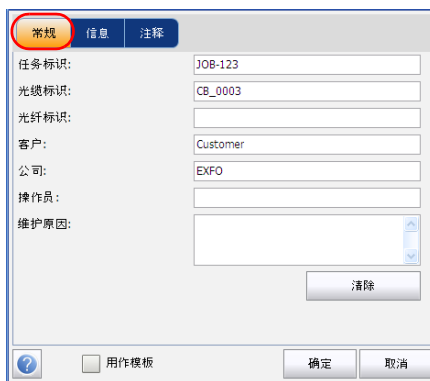 常规 信息 注释
任务标识: JOB-123
光缆标识: CB_0003
光纤标识:
客户: Customer
公司: EXFO
操作员:
维护原因:
清除
? 用作模板 确定 取消